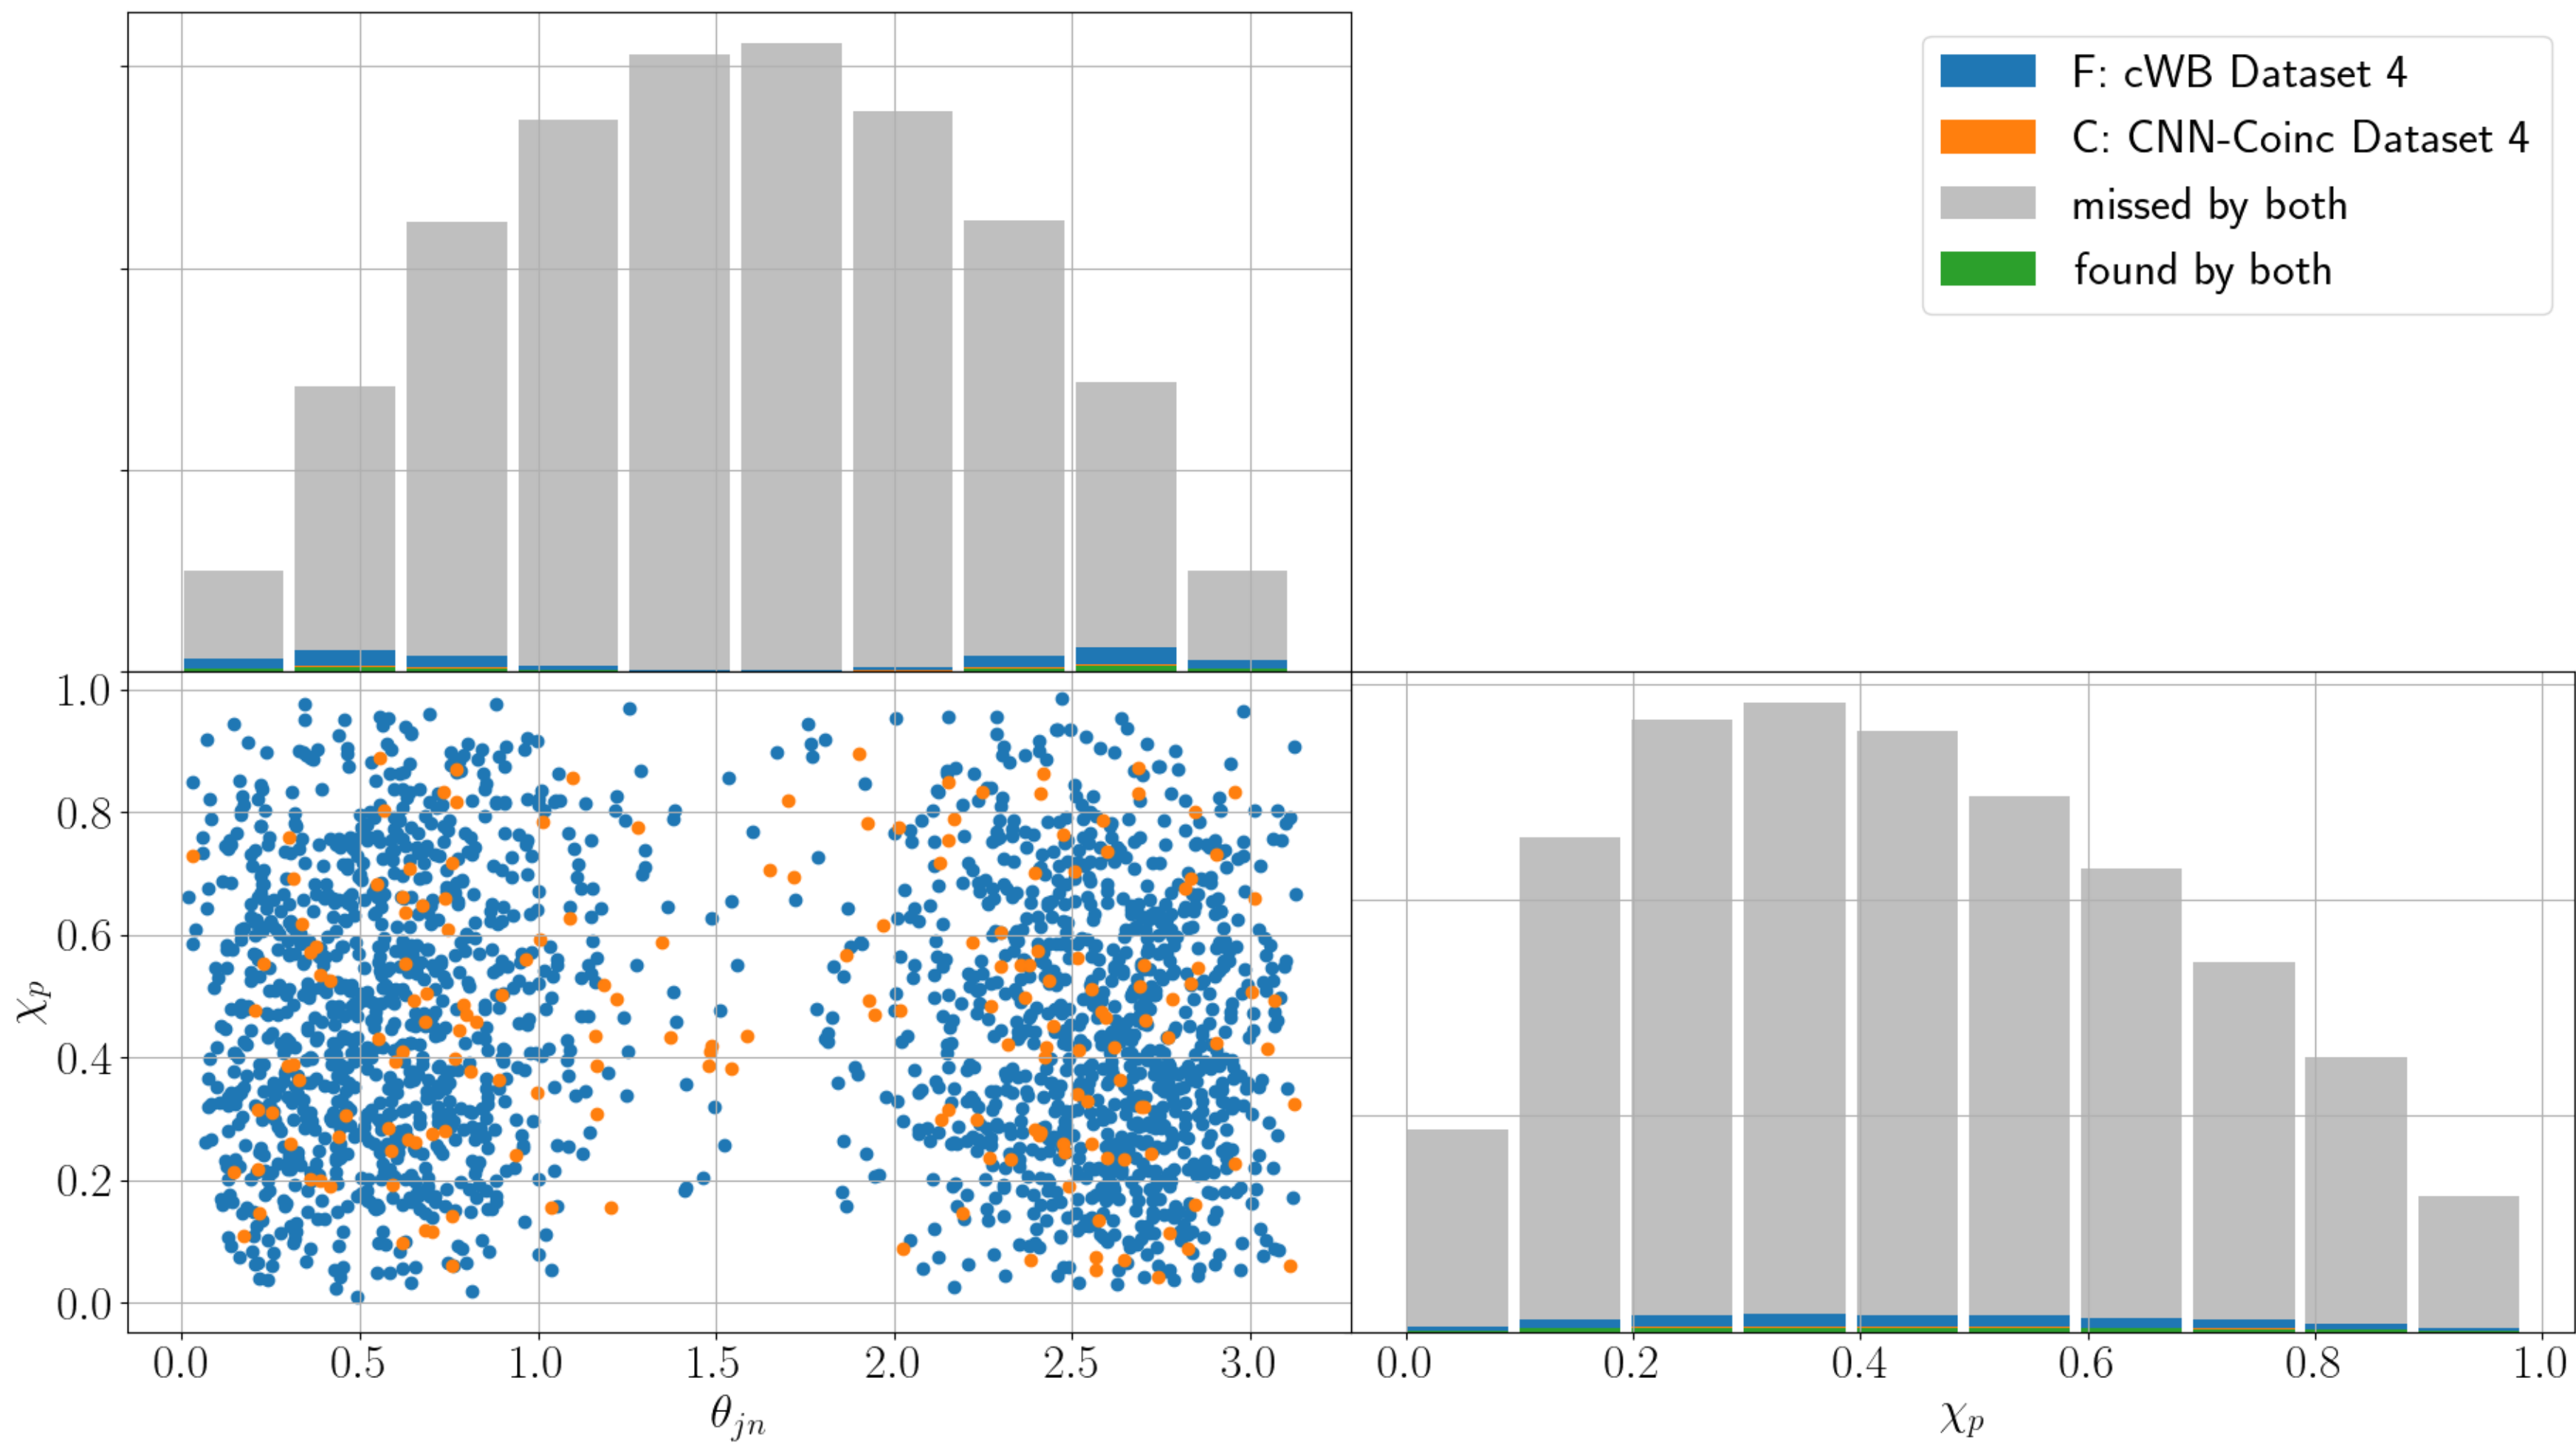 F: cWB Dataset 4
C: CNN-Coinc Dataset 4
missed by both
found by both
1.0
0.8
0.6
0.4
0.2
0.0
χp
0.0 0.5 1.0 1.5 2.0 2.5 3.0
θjn
0.0 0.2 0.4 0.6 0.8 1.0
χp